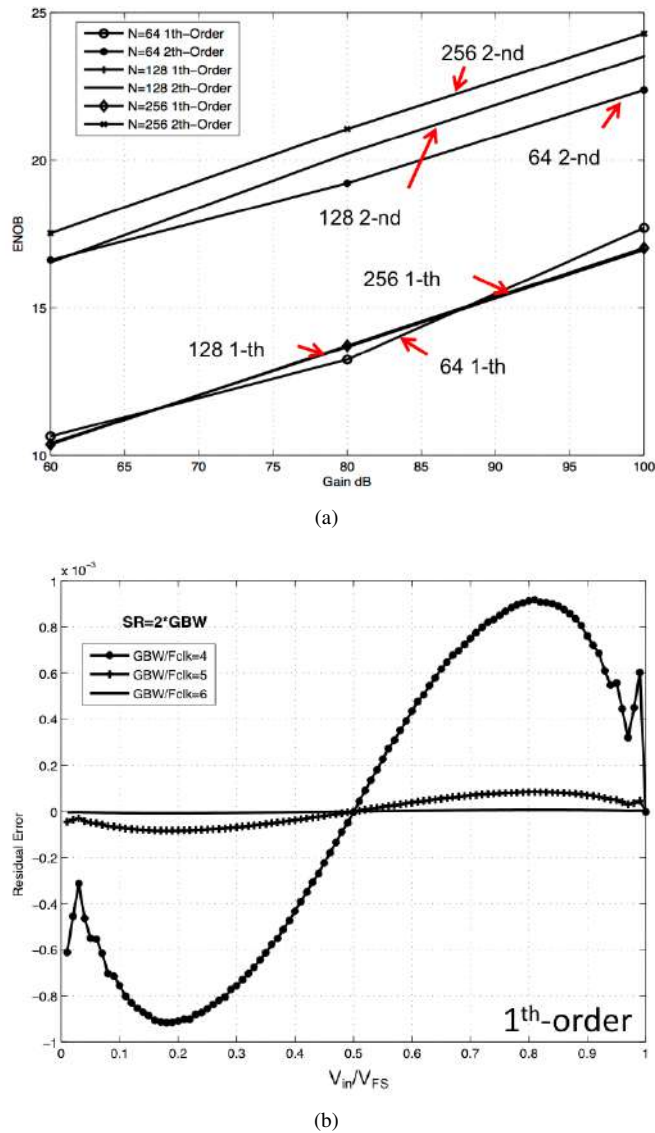 25
N=64 1th-Order
N=64 2th-Order
N=128 1th-Order
N=128 2th-Order
N=256 1th-Order
N=256 2th-Order
256 2-nd
20
64 2-nd
128 2-nd
ENOB
256 1-th
15
128 1-th
64 1-th
10
60 65 70 75 80 85 90 95 100
Gain dB
(a)
x 10⁻³
1
SR=2*GBW
0.8
GBW/Fclk=4
GBW/Fclk=5
GBW/Fclk=6
0.6
0.4
0.2
0
Residual Error
−0.2
−0.4
−0.6
−0.8
1th-order
−1
0 0.1 0.2 0.3 0.4 0.5 0.6 0.7 0.8 0.9 1
Vin/VFS
(b)